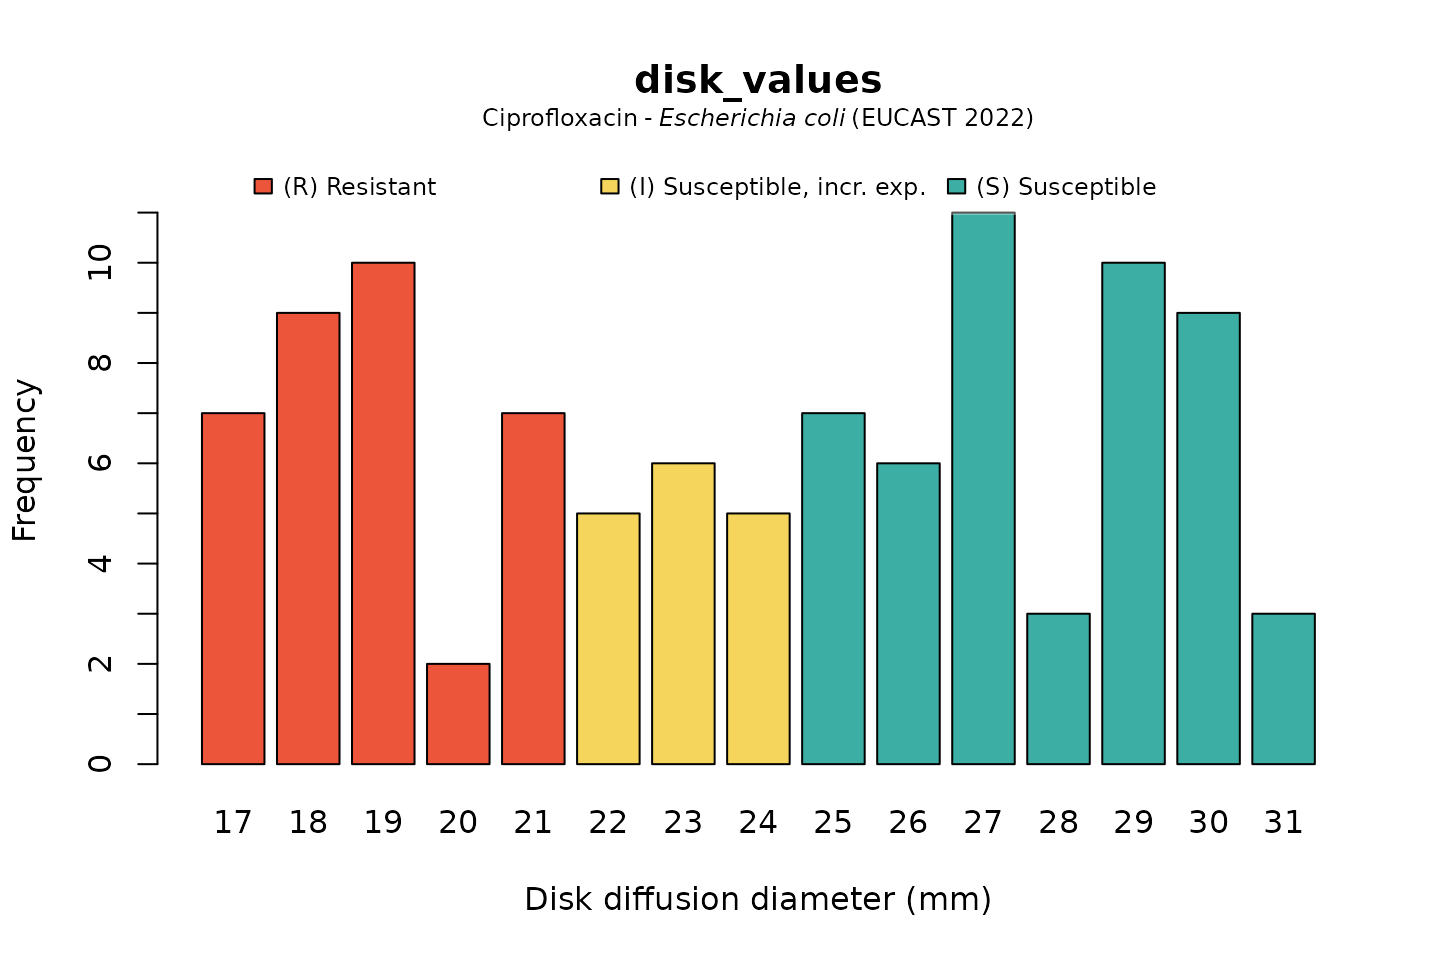 disk_values
Ciprofloxacin - Escherichia coli (EUCAST 2022)
(R) Resistant (I) Susceptible, incr. exp. (S) Susceptible
Frequency
10
8
6
4
2
0
17 18 19 20 21 22 23 24 25 26 27 28 29 30 31
Disk diffusion diameter (mm)